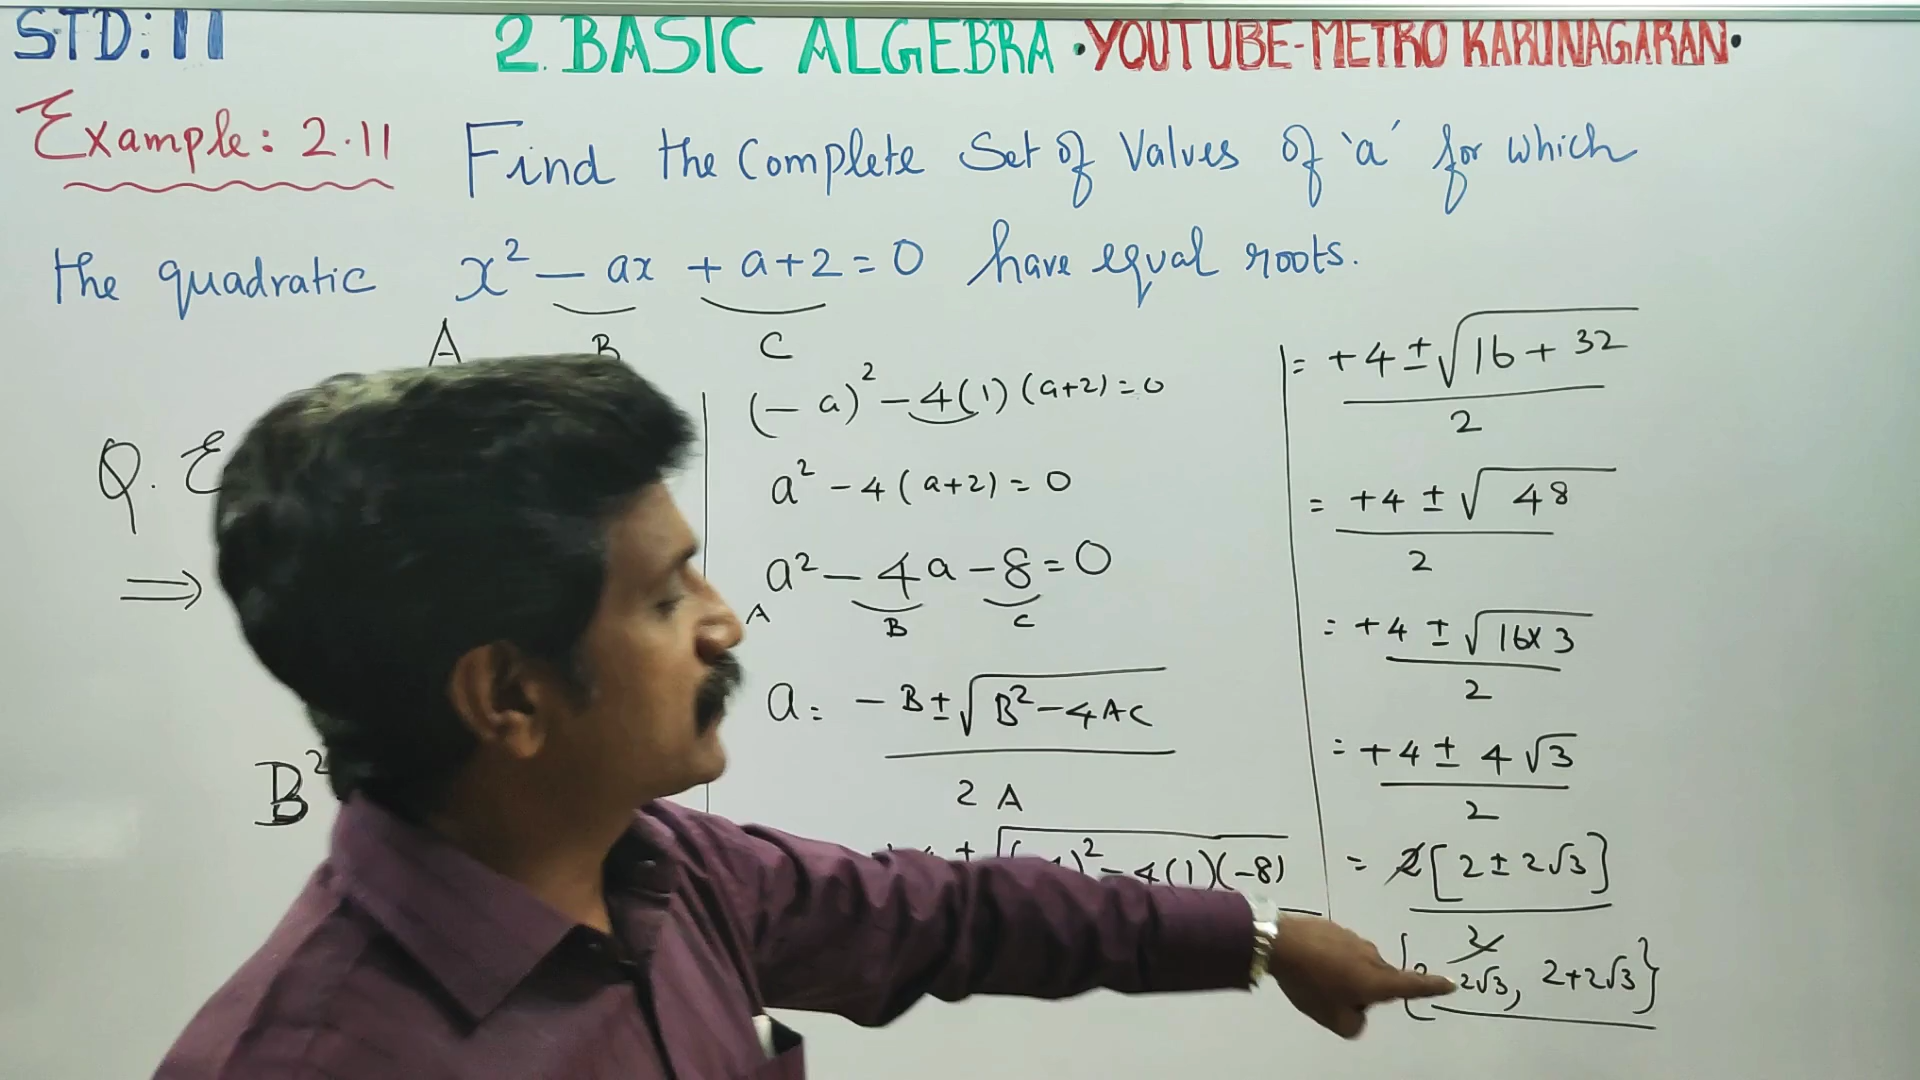 STD: 11
2. BASIC ALGEBRA • YOUTUBE-METRO KARUNAGARAN •
Example: 2.11 Find the Complete Set of Values of 'a' for which
the quadratic x² - ax + a+2 = 0 have equal roots.
A B C
Q. E
⇒
B²
(-a)² - 4(1)(a+2) = 0
a² - 4(a+2) = 0
a² - 4a - 8 = 0
A B C
a = -B ± √B² - 4AC
2A
)² - 4(1)(-8)
= +4 ± √16 + 32
2
= +4 ± √48
2
= +4 ± √16x3
2
= +4 ± 4√3
2
= 2[2 ± 2√3]
2
2√3, 2+2√3}